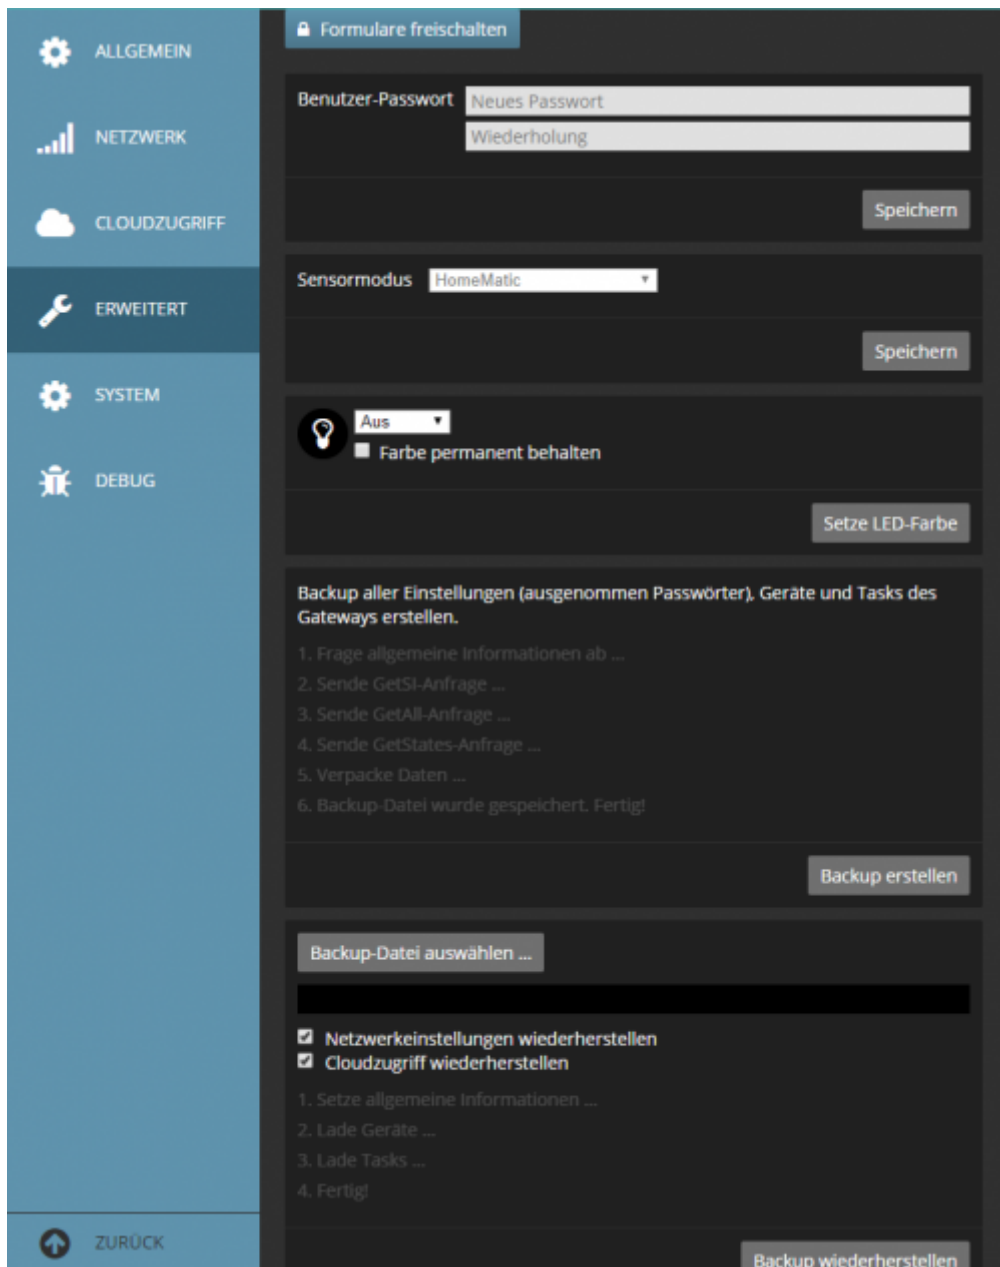 ALLGEMEIN
NETZWERK
CLOUDZUGRIFF
ERWEITERT
SYSTEM
DEBUG
ZURÜCK
Formulare freischalten
Benutzer-Passwort
Neues Passwort
Wiederholung
Speichern
Sensormodus
HomeMatic
Speichern
Aus
Farbe permanent behalten
Setze LED-Farbe
Backup aller Einstellungen (ausgenommen Passwörter), Geräte und Tasks des
Gateways erstellen.
1. Frage allgemeine Informationen ab ...
2. Sende GetSI-Anfrage ...
3. Sende GetAll-Anfrage ...
4. Sende GetStates-Anfrage ...
5. Verpacke Daten ...
6. Backup-Datei wurde gespeichert. Fertig!
Backup erstellen
Backup-Datei auswählen ...
Netzwerkeinstellungen wiederherstellen
Cloudzugriff wiederherstellen
1. Setze allgemeine Informationen ...
2. Lade Geräte ...
3. Lade Tasks ...
4. Fertig!
Backup wiederherstellen